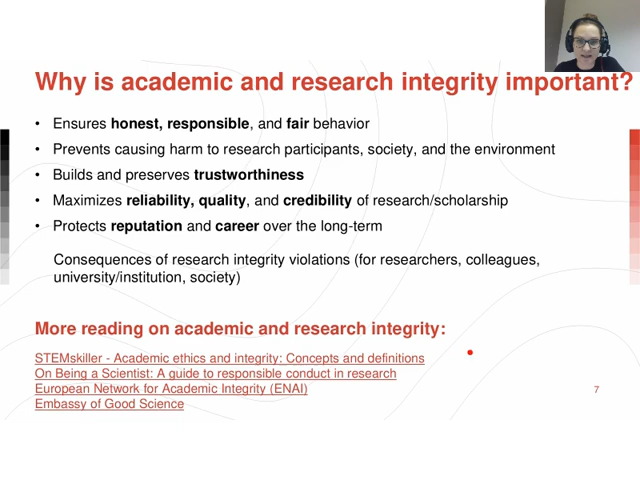 Why is academic and research integrity important?
• Ensures honest, responsible, and fair behavior
• Prevents causing harm to research participants, society, and the environment
• Builds and preserves trustworthiness
• Maximizes reliability, quality, and credibility of research/scholarship
• Protects reputation and career over the long-term
Consequences of research integrity violations (for researchers, colleagues,
university/institution, society)
More reading on academic and research integrity:
STEMskiller - Academic ethics and integrity: Concepts and definitions
On Being a Scientist: A guide to responsible conduct in research
European Network for Academic Integrity (ENAI)
Embassy of Good Science
7